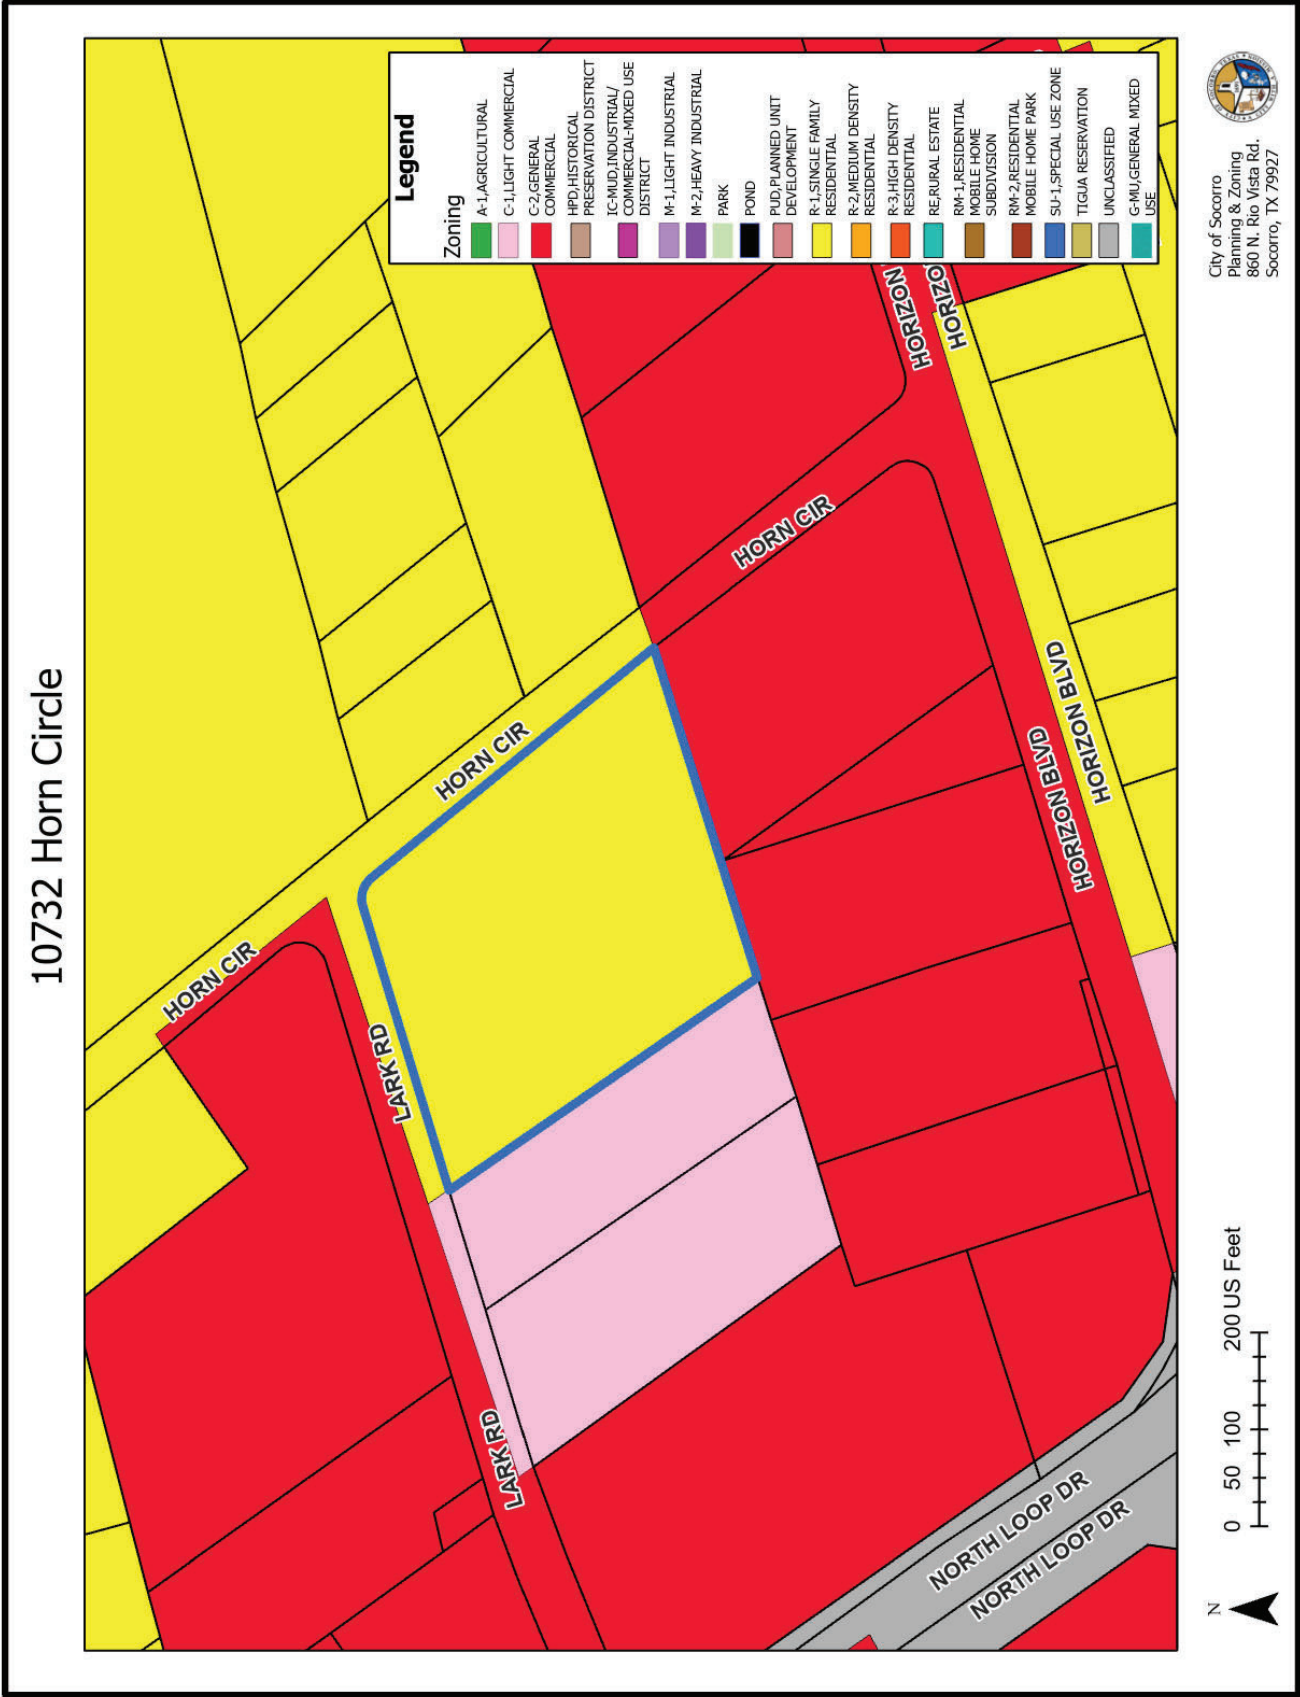 10732 Horn Circle
Legend
Zoning
A-1,AGRICULTURAL
C-1,LIGHT COMMERCIAL
C-2,GENERAL
COMMERCIAL
HPD,HISTORICAL
PRESERVATION DISTRICT
IC-MUD,INDUSTRIAL/
COMMERCIAL-MIXED USE
DISTRICT
M-1,LIGHT INDUSTRIAL
M-2,HEAVY INDUSTRIAL
PARK
POND
PUD,PLANNED UNIT
DEVELOPMENT
R-1,SINGLE FAMILY
RESIDENTIAL
R-2,MEDIUM DENSITY
RESIDENTIAL
R-3,HIGH DENSITY
RESIDENTIAL
RE,RURAL ESTATE
RM-1,RESIDENTIAL
MOBILE HOME
SUBDIVISION
RM-2,RESIDENTIAL
MOBILE HOME PARK
SU-1,SPECIAL USE ZONE
TIGUA RESERVATION
UNCLASSIFIED
G-MU,GENERAL MIXED
USE
HORN CIR
HORN CIR
HORN CIR
LARK RD
LARK RD
HORIZON
HORIZO
HORIZON BLVD
HORIZON BLVD
NORTH LOOP DR
NORTH LOOP DR
N
0 50 100 200 US Feet
City of Socorro
Planning & Zoning
860 N. Rio Vista Rd.
Socorro, TX 79927